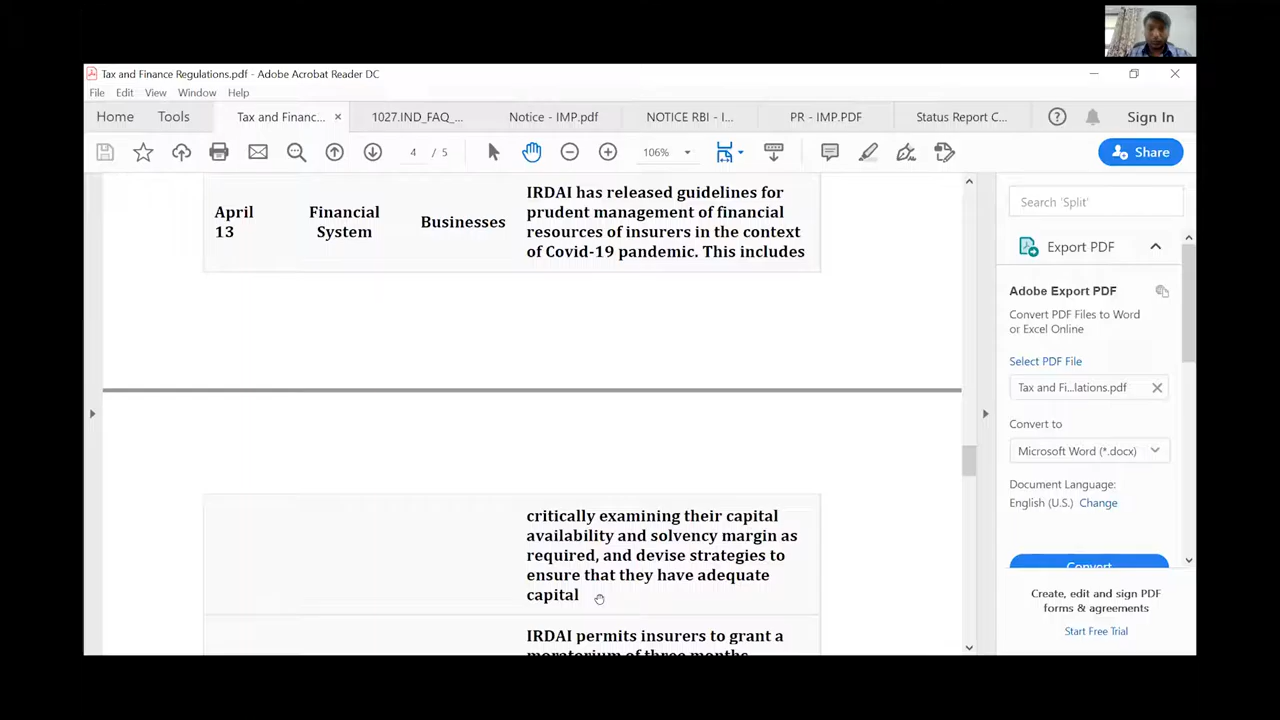 Tax and Finance Regulations.pdf - Adobe Acrobat Reader DC
File Edit View Window Help
Home Tools Tax and Financ... × 1027.IND_FAQ_... Notice - IMP.pdf NOTICE RBI - I... PR - IMP.PDF Status Report C... Sign In
4 / 5 106% Share
April
13
Financial
System
Businesses
IRDAI has released guidelines for
prudent management of financial
resources of insurers in the context
of Covid-19 pandemic. This includes
critically examining their capital
availability and solvency margin as
required, and devise strategies to
ensure that they have adequate
capital
IRDAI permits insurers to grant a
moratorium of three months
Search 'Split'
Export PDF
Adobe Export PDF
Convert PDF Files to Word
or Excel Online
Select PDF File
Tax and Fi...lations.pdf
Convert to
Microsoft Word (*.docx)
Document Language:
English (U.S.) Change
Convert
Create, edit and sign PDF
forms & agreements
Start Free Trial